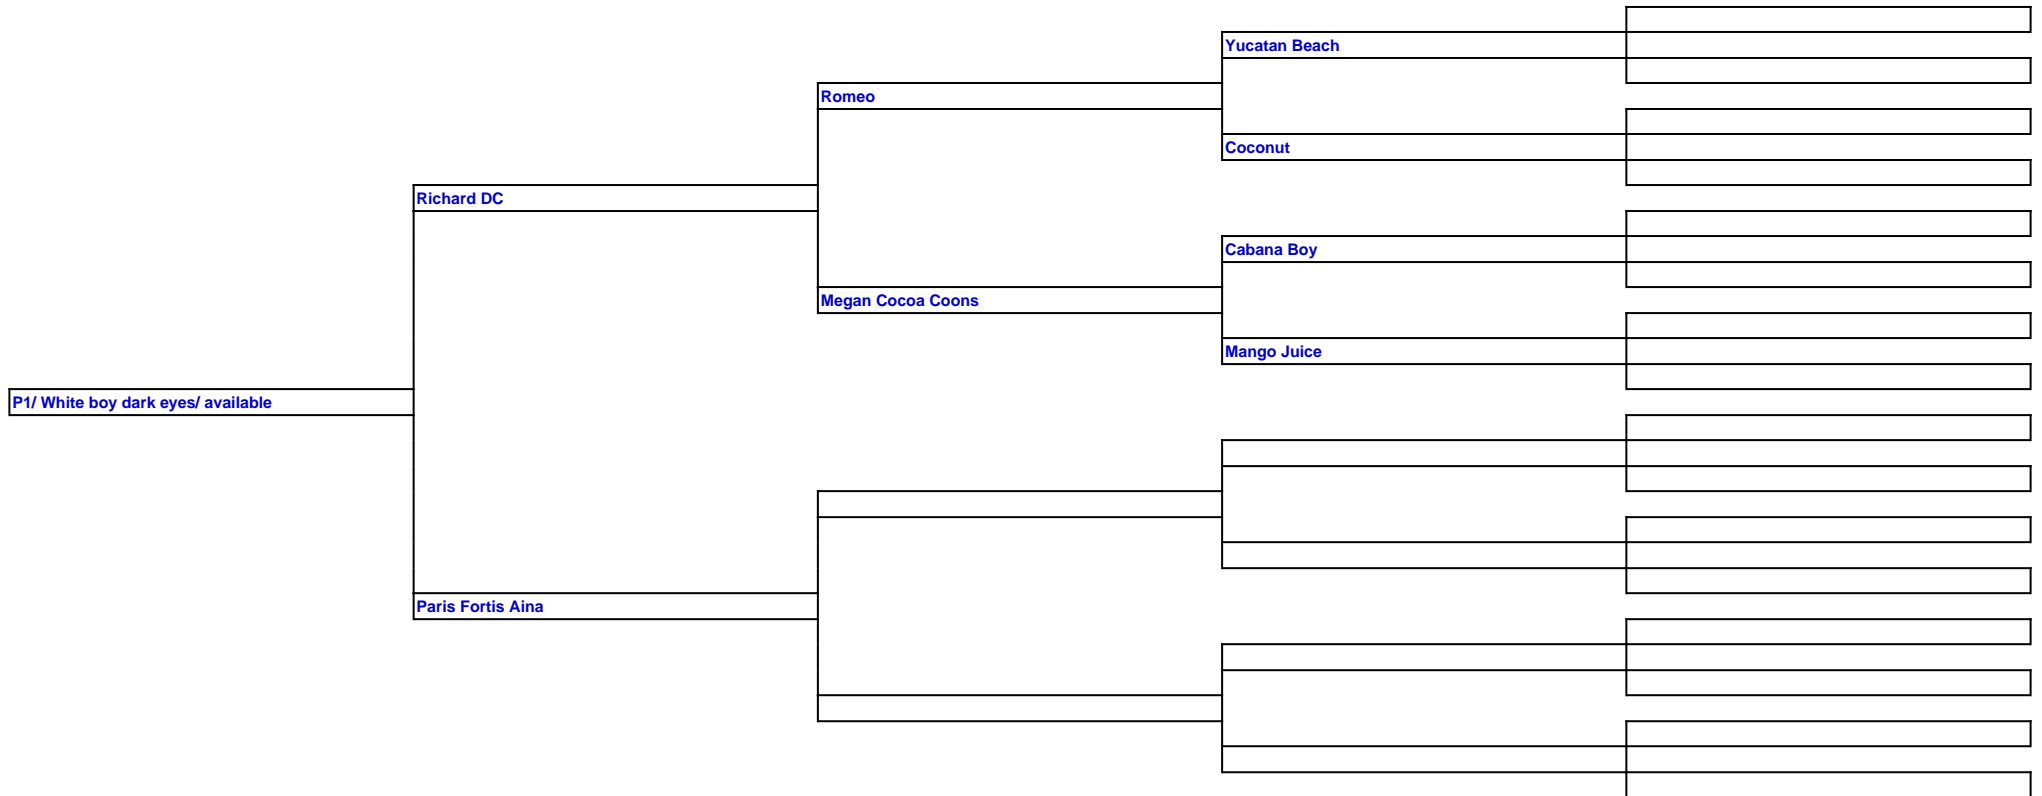 Yucatan Beach
Romeo
Coconut
Richard DC
Cabana Boy
Megan Cocoa Coons
Mango Juice
P1/ White boy dark eyes/ available
Paris Fortis Aina